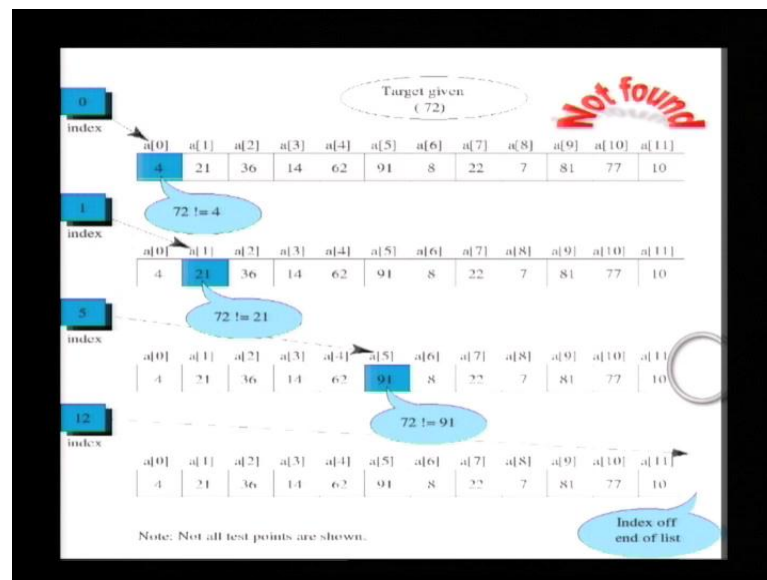 Target given
( 72)
Not found
0
index
a[0] a[1] a[2] a[3] a[4] a[5] a[6] a[7] a[8] a[9] a[10] a[11]
4 21 36 14 62 91 8 22 7 81 77 10
72 != 4
1
index
a[0] a[1] a[2] a[3] a[4] a[5] a[6] a[7] a[8] a[9] a[10] a[11]
4 21 36 14 62 91 8 22 7 81 77 10
72 != 21
5
index
a[0] a[1] a[2] a[3] a[4] a[5] a[6] a[7] a[8] a[9] a[10] a[11
4 21 36 14 62 91 8 22 7 81 77 10
72 != 91
12
index
a[0] a[1] a[2] a[3] a[4] a[5] a[6] a[7] a[8] a[9] a[10] a[11]
4 21 36 14 62 91 8 22 7 81 77 10
Index off
end of list
Note: Not all test points are shown.